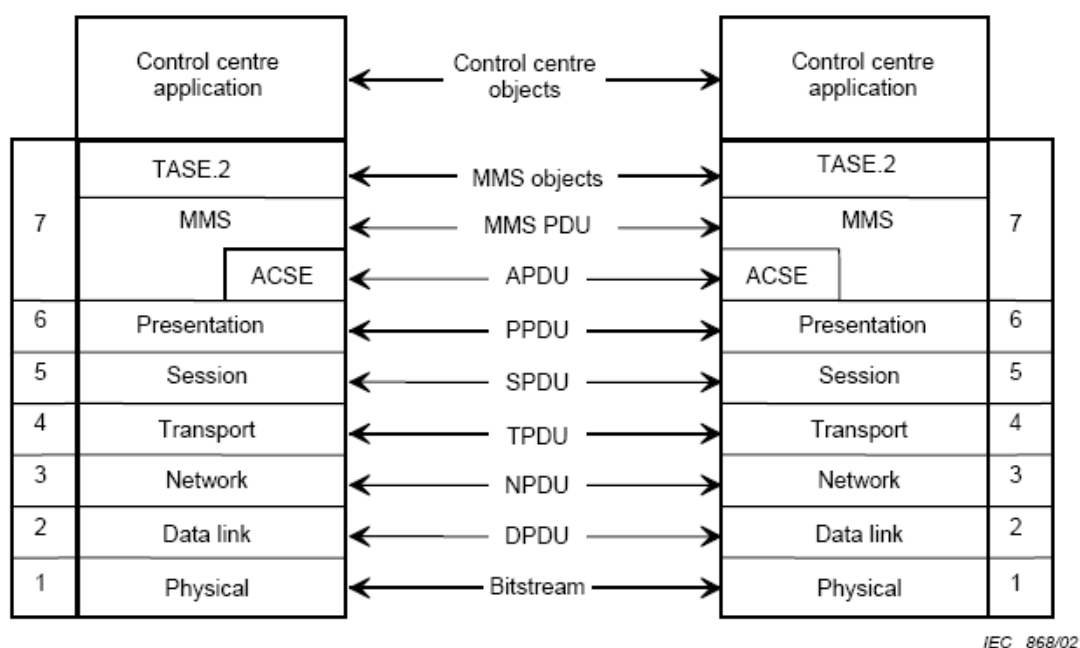 Control centre
application
Control centre
objects
Control centre
application
TASE.2
MMS objects
TASE.2
7
MMS
MMS PDU
MMS
7
ACSE
APDU
ACSE
6
Presentation
PPDU
Presentation
6
5
Session
SPDU
Session
5
4
Transport
TPDU
Transport
4
3
Network
NPDU
Network
3
2
Data link
DPDU
Data link
2
1
Physical
Bitstream
Physical
1
IEC 868/02